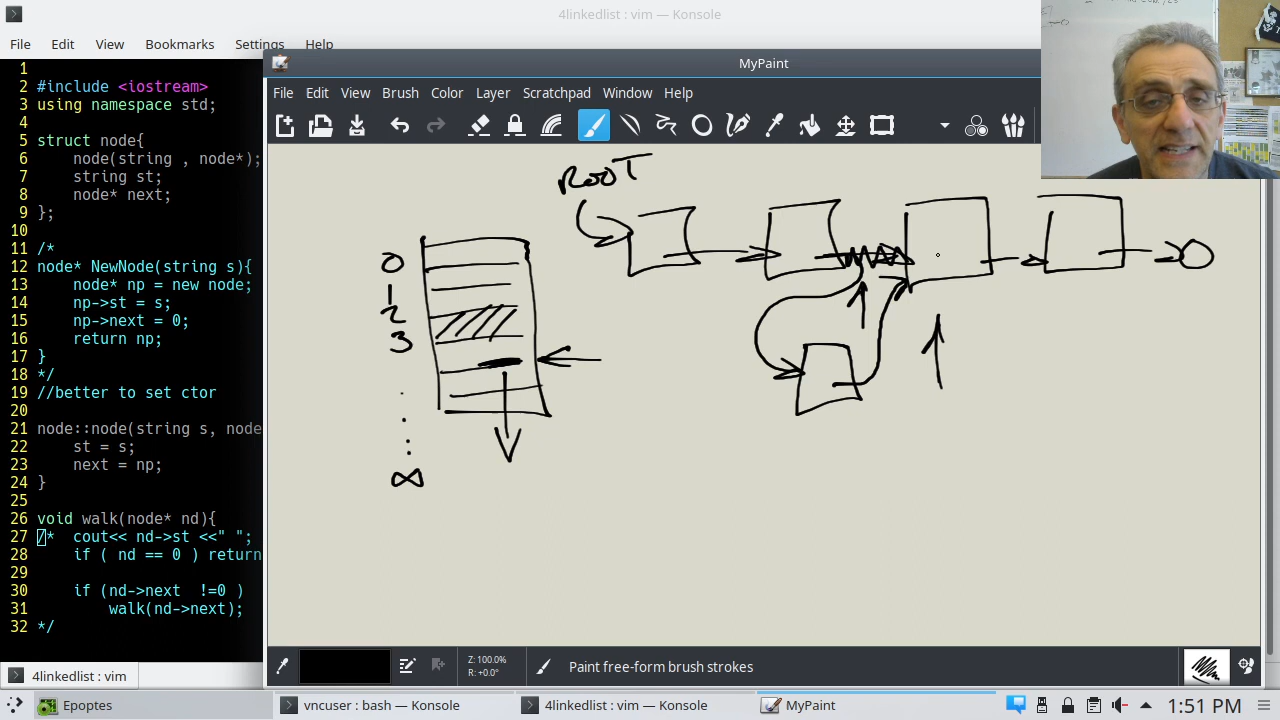 4linkedlist : vim — Konsole
File Edit View Bookmarks Settings Help
1
2 #include <iostream>
3 using namespace std;
4
5 struct node{
6 node(string , node*);
7 string st;
8 node* next;
9 };
10
11 /*
12 node* NewNode(string s){
13 node* np = new node;
14 np->st = s;
15 np->next = 0;
16 return np;
17 }
18 */
19 //better to set ctor
20
21 node::node(string s, node
22 st = s;
23 next = np;
24 }
25
26 void walk(node* nd){
27 /* cout<< nd->st <<" ";
28 if ( nd == 0 ) return
29
30 if (nd->next !=0 )
31 walk(nd->next);
32 */
4linkedlist : vim
MyPaint
File Edit View Brush Color Layer Scratchpad Window Help
ROOT
0
1
2
3
.
.
.
.
∞
Z: 100.0%
R: +0.0°
Paint free-form brush strokes
Epoptes
vncuser : bash — Konsole
4linkedlist : vim — Konsole
MyPaint
1:51 PM